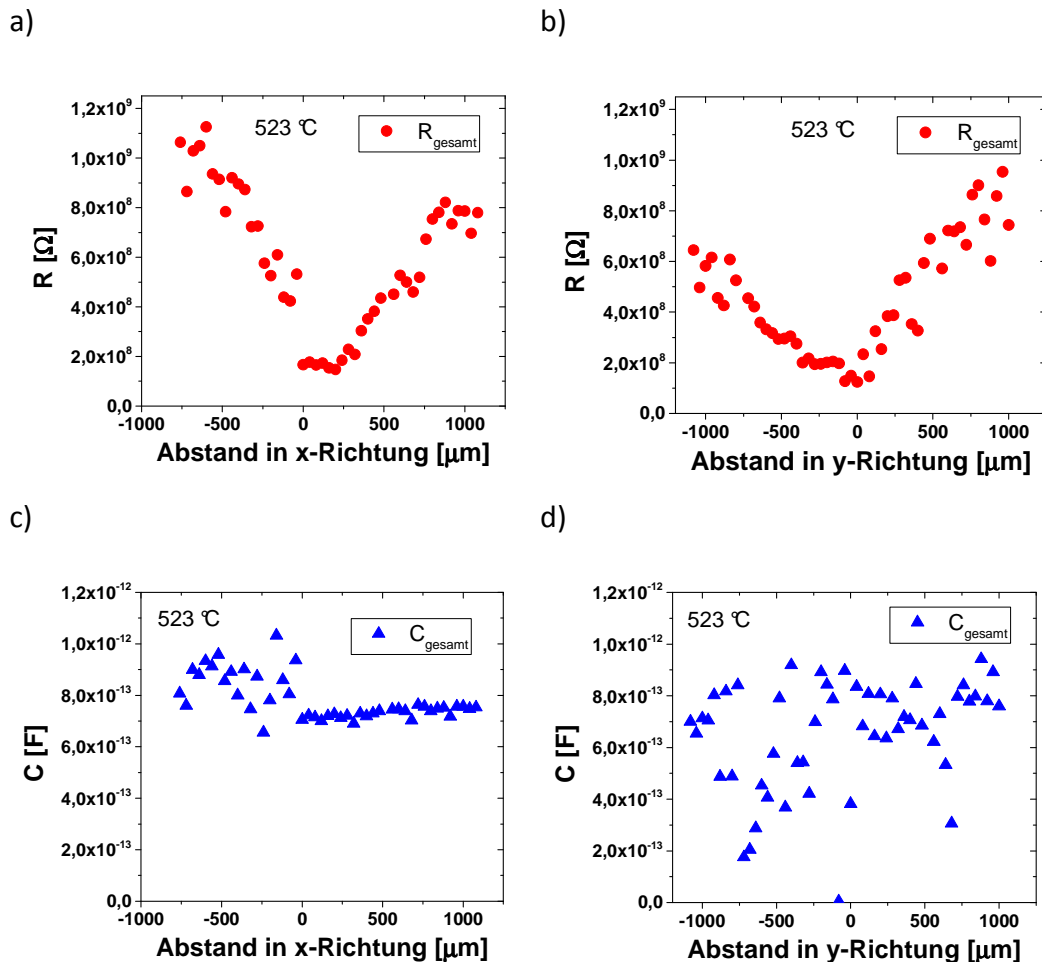 a)
b)
1,2x10⁹
1,0x10⁹
8,0x10⁸
6,0x10⁸
4,0x10⁸
2,0x10⁸
0,0
R [Ω]
523 °C
R_gesamt
-1000 -500 0 500 1000
Abstand in x-Richtung [µm]
1,2x10⁹
1,0x10⁹
8,0x10⁸
6,0x10⁸
4,0x10⁸
2,0x10⁸
0,0
R [Ω]
523 °C
R_gesamt
-1000 -500 0 500 1000
Abstand in y-Richtung [µm]
c)
d)
1,2x10⁻¹²
1,0x10⁻¹²
8,0x10⁻¹³
6,0x10⁻¹³
4,0x10⁻¹³
2,0x10⁻¹³
0,0
C [F]
523 °C
C_gesamt
-1000 -500 0 500 1000
Abstand in x-Richtung [µm]
1,2x10⁻¹²
1,0x10⁻¹²
8,0x10⁻¹³
6,0x10⁻¹³
4,0x10⁻¹³
2,0x10⁻¹³
0,0
C [F]
523 °C
C_gesamt
-1000 -500 0 500 1000
Abstand in y-Richtung [µm]